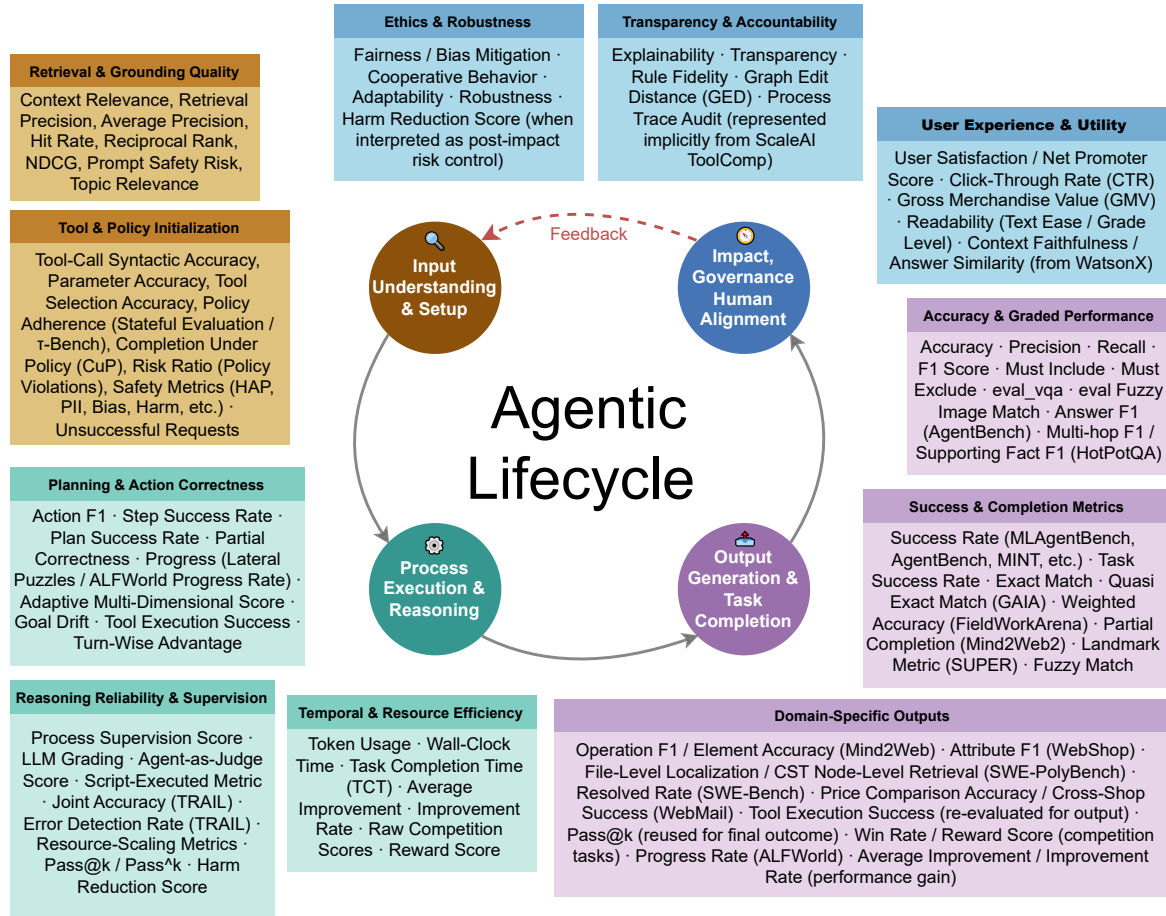 Ethics & Robustness
Fairness / Bias Mitigation ·
Cooperative Behavior ·
Adaptability · Robustness ·
Harm Reduction Score (when
interpreted as post-impact
risk control)
Transparency & Accountability
Explainability · Transparency ·
Rule Fidelity · Graph Edit
Distance (GED) · Process
Trace Audit (represented
implicitly from ScaleAI
ToolComp)
Retrieval & Grounding Quality
Context Relevance, Retrieval
Precision, Average Precision,
Hit Rate, Reciprocal Rank,
NDCG, Prompt Safety Risk,
Topic Relevance
User Experience & Utility
User Satisfaction / Net Promoter
Score · Click-Through Rate (CTR)
· Gross Merchandise Value (GMV)
· Readability (Text Ease / Grade
Level) · Context Faithfulness /
Answer Similarity (from WatsonX)
Tool & Policy Initialization
Tool-Call Syntactic Accuracy,
Parameter Accuracy, Tool
Selection Accuracy, Policy
Adherence (Stateful Evaluation /
τ-Bench), Completion Under
Policy (CuP), Risk Ratio (Policy
Violations), Safety Metrics (HAP,
PII, Bias, Harm, etc.) ·
Unsuccessful Requests
Feedback
Input
Understanding
& Setup
Impact,
Governance
Human
Alignment
Accuracy & Graded Performance
Accuracy · Precision · Recall ·
F1 Score · Must Include · Must
Exclude · eval_vqa · eval Fuzzy
Image Match · Answer F1
(AgentBench) · Multi-hop F1 /
Supporting Fact F1 (HotPotQA)
Agentic
Lifecycle
Planning & Action Correctness
Action F1 · Step Success Rate ·
Plan Success Rate · Partial
Correctness · Progress (Lateral
Puzzles / ALFWorld Progress Rate) ·
Adaptive Multi-Dimensional Score ·
Goal Drift · Tool Execution Success ·
Turn-Wise Advantage
Process
Execution &
Reasoning
Output
Generation &
Task
Completion
Success & Completion Metrics
Success Rate (MLAgentBench,
AgentBench, MINT, etc.) · Task
Success Rate · Exact Match · Quasi
Exact Match (GAIA) · Weighted
Accuracy (FieldWorkArena) · Partial
Completion (Mind2Web2) · Landmark
Metric (SUPER) · Fuzzy Match
Reasoning Reliability & Supervision
Process Supervision Score ·
LLM Grading · Agent-as-Judge
Score · Script-Executed Metric
· Joint Accuracy (TRAIL) ·
Error Detection Rate (TRAIL) ·
Resource-Scaling Metrics ·
Pass@k / Pass^k · Harm
Reduction Score
Temporal & Resource Efficiency
Token Usage · Wall-Clock
Time · Task Completion Time
(TCT) · Average
Improvement · Improvement
Rate · Raw Competition
Scores · Reward Score
Domain-Specific Outputs
Operation F1 / Element Accuracy (Mind2Web) · Attribute F1 (WebShop) ·
File-Level Localization / CST Node-Level Retrieval (SWE-PolyBench) ·
Resolved Rate (SWE-Bench) · Price Comparison Accuracy / Cross-Shop
Success (WebMail) · Tool Execution Success (re-evaluated for output) ·
Pass@k (reused for final outcome) · Win Rate / Reward Score (competition
tasks) · Progress Rate (ALFWorld) · Average Improvement / Improvement
Rate (performance gain)